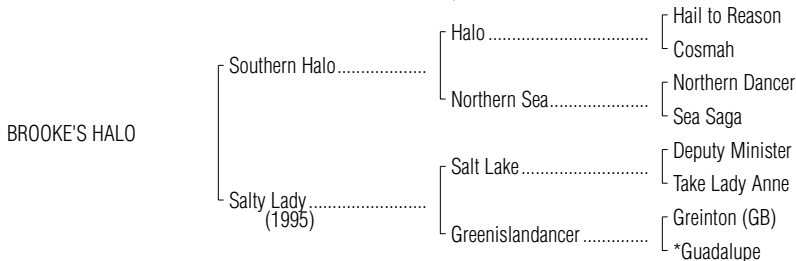 Hail to Reason
Halo ..................................
Cosmah
Southern Halo....................
Northern Dancer
Northern Sea.........................
Sea Saga
BROOKE'S HALO
Deputy Minister
Salt Lake ...............................
Take Lady Anne
Salty Lady..........................
(1995)
Greinton (GB)
Greenislandancer ................
*Guadalupe